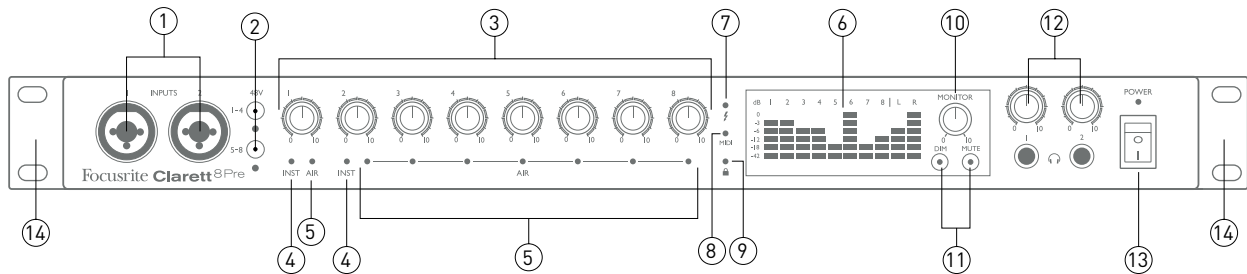 1 2 3 7 6 10 12
1 INPUTS 2 48V 1 2 3 4 5 6 7 8 MONITOR POWER
1-4 dB 1 2 3 4 5 6 7 8 L R
0
-3
-6
-12
-18
-42
0 10 0 10 0 10 0 10 0 10 0 10 0 10 0 10 MIDI 0 10 0 10 0 10
5-8 DIM MUTE 1 2
Focusrite Clarett 8Pre INST AIR INST AIR
14 4 5 4 5 8 9 11 13 14